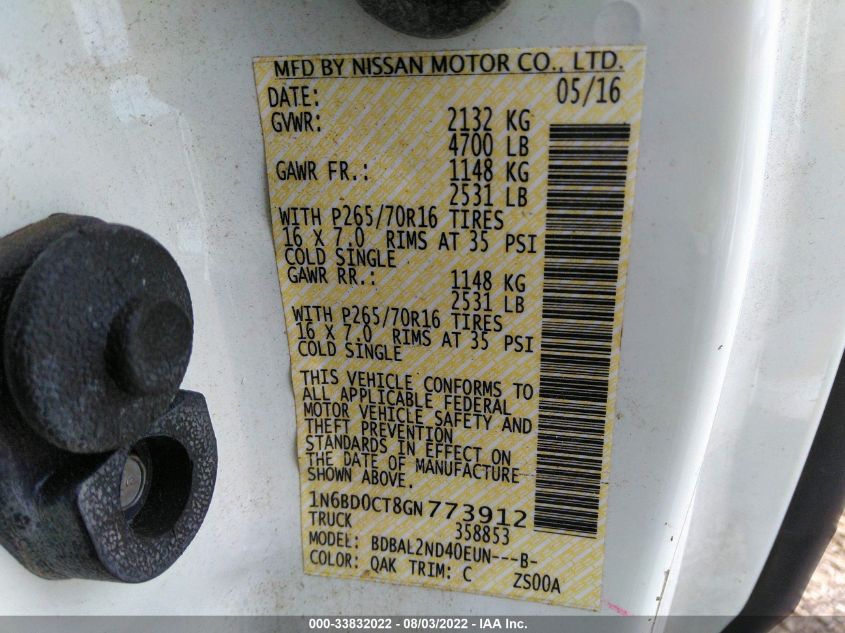 MFD BY NISSAN MOTOR CO., LTD.
DATE: 05/16
GVWR: 2132 KG
4700 LB
GAWR FR.: 1148 KG
2531 LB
WITH P265/70R16 TIRES
16 X 7.0 RIMS AT 35 PSI
COLD SINGLE
GAWR RR.: 1148 KG
2531 LB
WITH P265/70R16 TIRES
16 X 7.0 RIMS AT 35 PSI
COLD SINGLE
THIS VEHICLE CONFORMS TO
ALL APPLICABLE FEDERAL
MOTOR VEHICLE SAFETY AND
THEFT PREVENTION
STANDARDS IN EFFECT ON
THE DATE OF MANUFACTURE
SHOWN ABOVE.
1N6BD0CT8GN773912
TRUCK 358853
MODEL: BDBAL2ND40EUN---B-
COLOR: QAK TRIM: C ZS00A
000-33832022 - 08/03/2022 - IAA Inc.